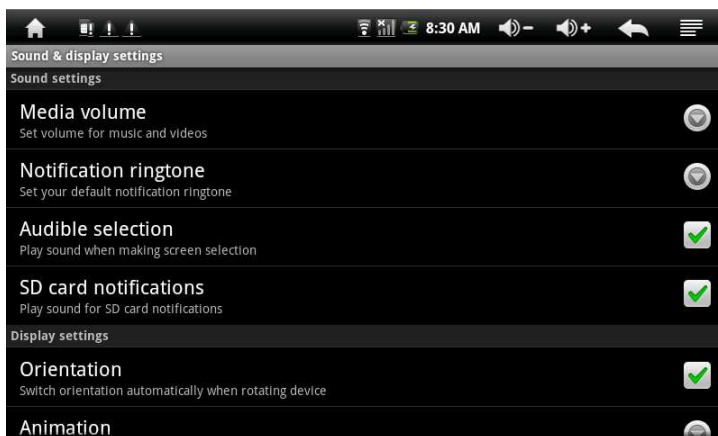 8:30 AM
Sound & display settings
Sound settings
Media volume
Set volume for music and videos
Notification ringtone
Set your default notification ringtone
Audible selection
Play sound when making screen selection
SD card notifications
Play sound for SD card notifications
Display settings
Orientation
Switch orientation automatically when rotating device
Animation